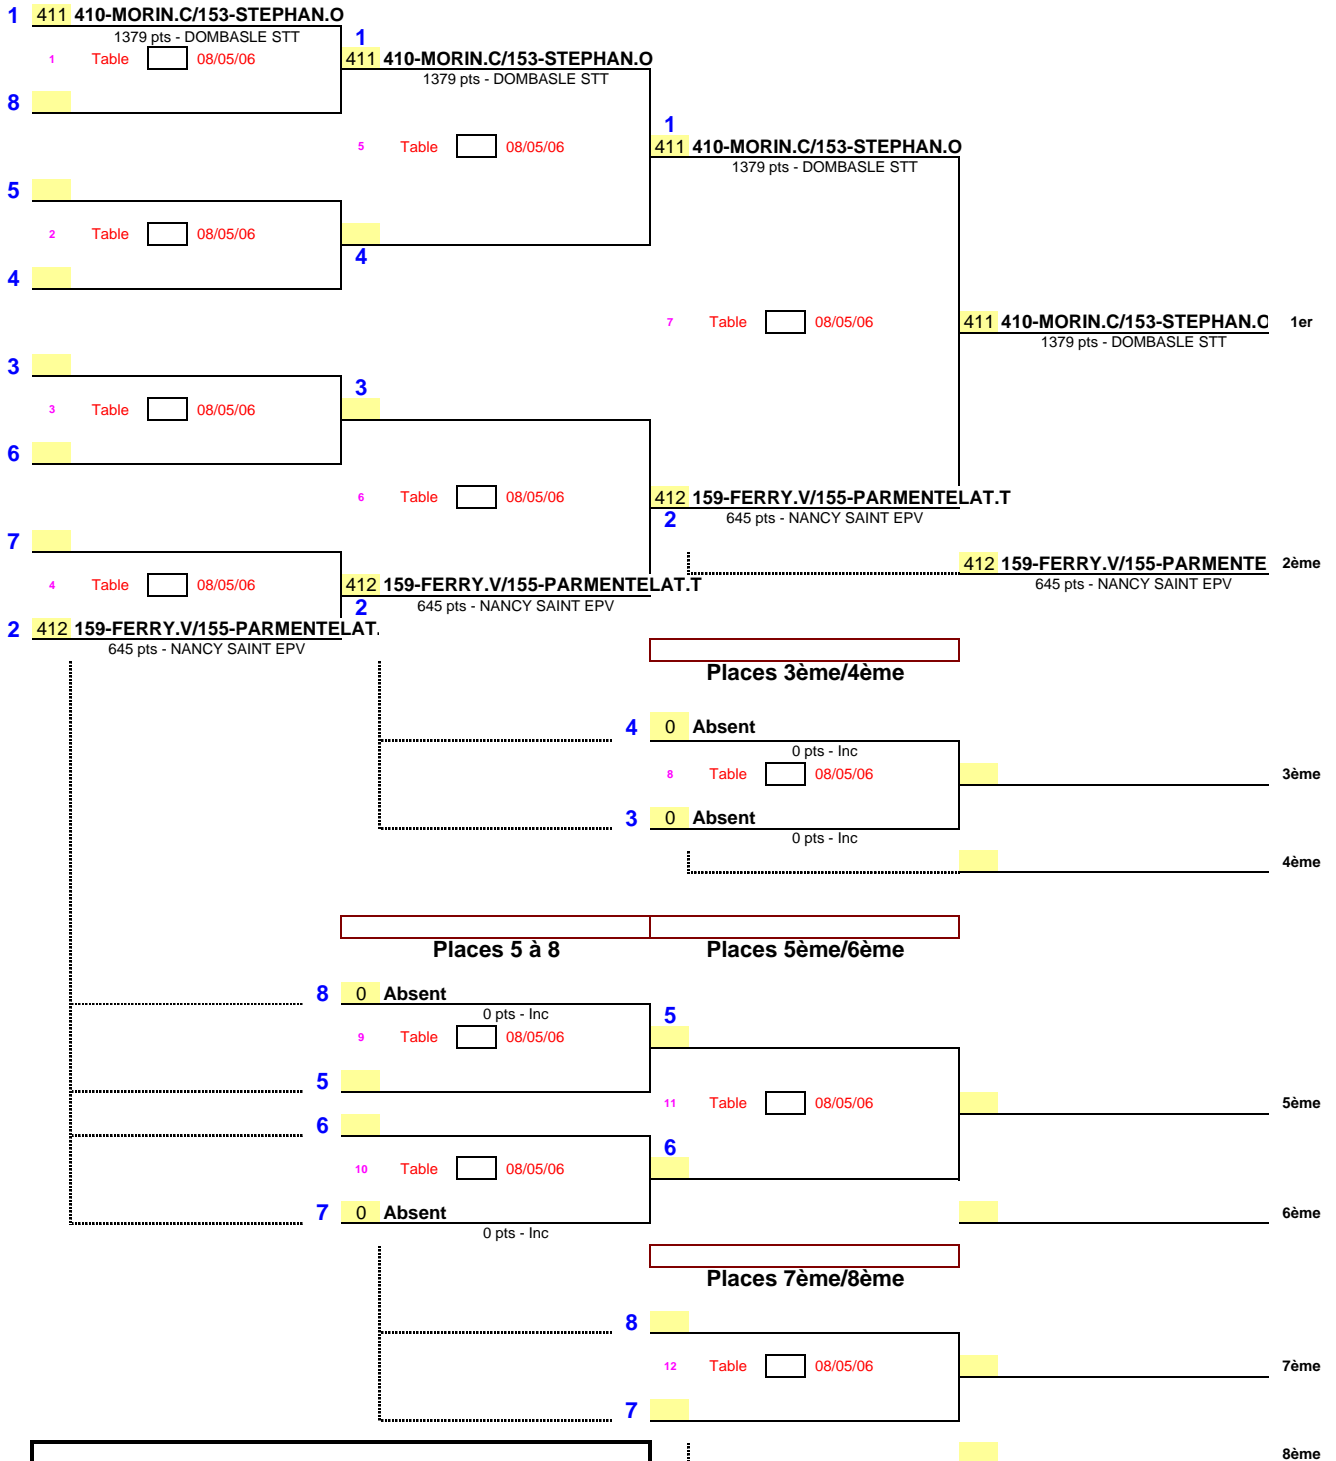 1 411 410-MORIN.C/153-STEPHAN.O
1379 pts - DOMBASLE STT
1
1 Table 08/05/06
411 410-MORIN.C/153-STEPHAN.O
1379 pts - DOMBASLE STT
8
1
5 Table 08/05/06
411 410-MORIN.C/153-STEPHAN.O
1379 pts - DOMBASLE STT
5
2 Table 08/05/06
4
4
7 Table 08/05/06
411 410-MORIN.C/153-STEPHAN.O 1er
1379 pts - DOMBASLE STT
3
3
3 Table 08/05/06
6
6 Table 08/05/06
412 159-FERRY.V/155-PARMENTELAT.T
645 pts - NANCY SAINT EPV
2
7
412 159-FERRY.V/155-PARMENTE 2ème
645 pts - NANCY SAINT EPV
4 Table 08/05/06
412 159-FERRY.V/155-PARMENTELAT.T
645 pts - NANCY SAINT EPV
2
2 412 159-FERRY.V/155-PARMENTELAT.
645 pts - NANCY SAINT EPV
Places 3ème/4ème
4 0 Absent
0 pts - Inc
8 Table 08/05/06
3ème
3 0 Absent
0 pts - Inc
4ème
Places 5 à 8 Places 5ème/6ème
8 0 Absent
0 pts - Inc
5
9 Table 08/05/06
5
11 Table 08/05/06
5ème
6
6
10 Table 08/05/06
7 0 Absent
0 pts - Inc
6ème
Places 7ème/8ème
8
12 Table 08/05/06
7ème
7
8ème